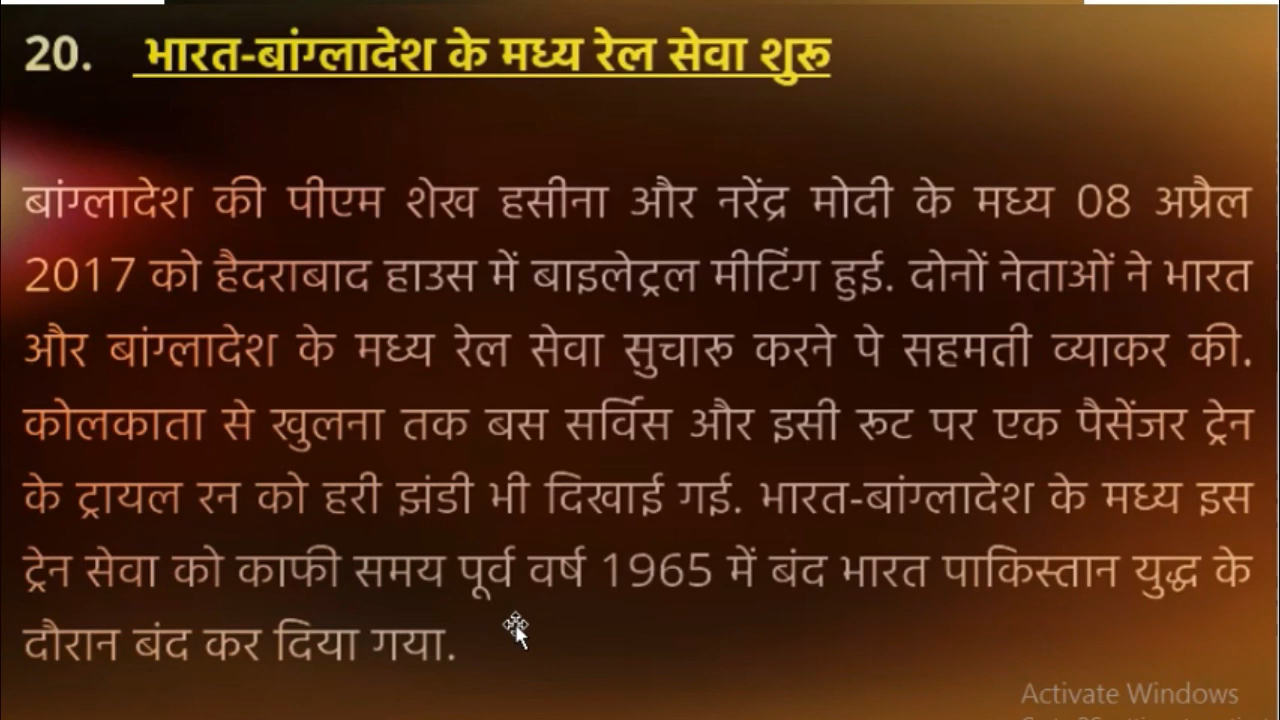 20. भारत-बांग्लादेश के मध्य रेल सेवा शुरू
बांग्लादेश की पीएम शेख हसीना और नरेंद्र मोदी के मध्य 08 अप्रैल
2017 को हैदराबाद हाउस में बाइलेट्रल मीटिंग हुई. दोनों नेताओं ने भारत
और बांग्लादेश के मध्य रेल सेवा सुचारू करने पे सहमती व्याकर की.
कोलकाता से खुलना तक बस सर्विस और इसी रूट पर एक पैसेंजर ट्रेन
के ट्रायल रन को हरी झंडी भी दिखाई गई. भारत-बांग्लादेश के मध्य इस
ट्रेन सेवा को काफी समय पूर्व वर्ष 1965 में बंद भारत पाकिस्तान युद्ध के
दौरान बंद कर दिया गया.
Activate Windows